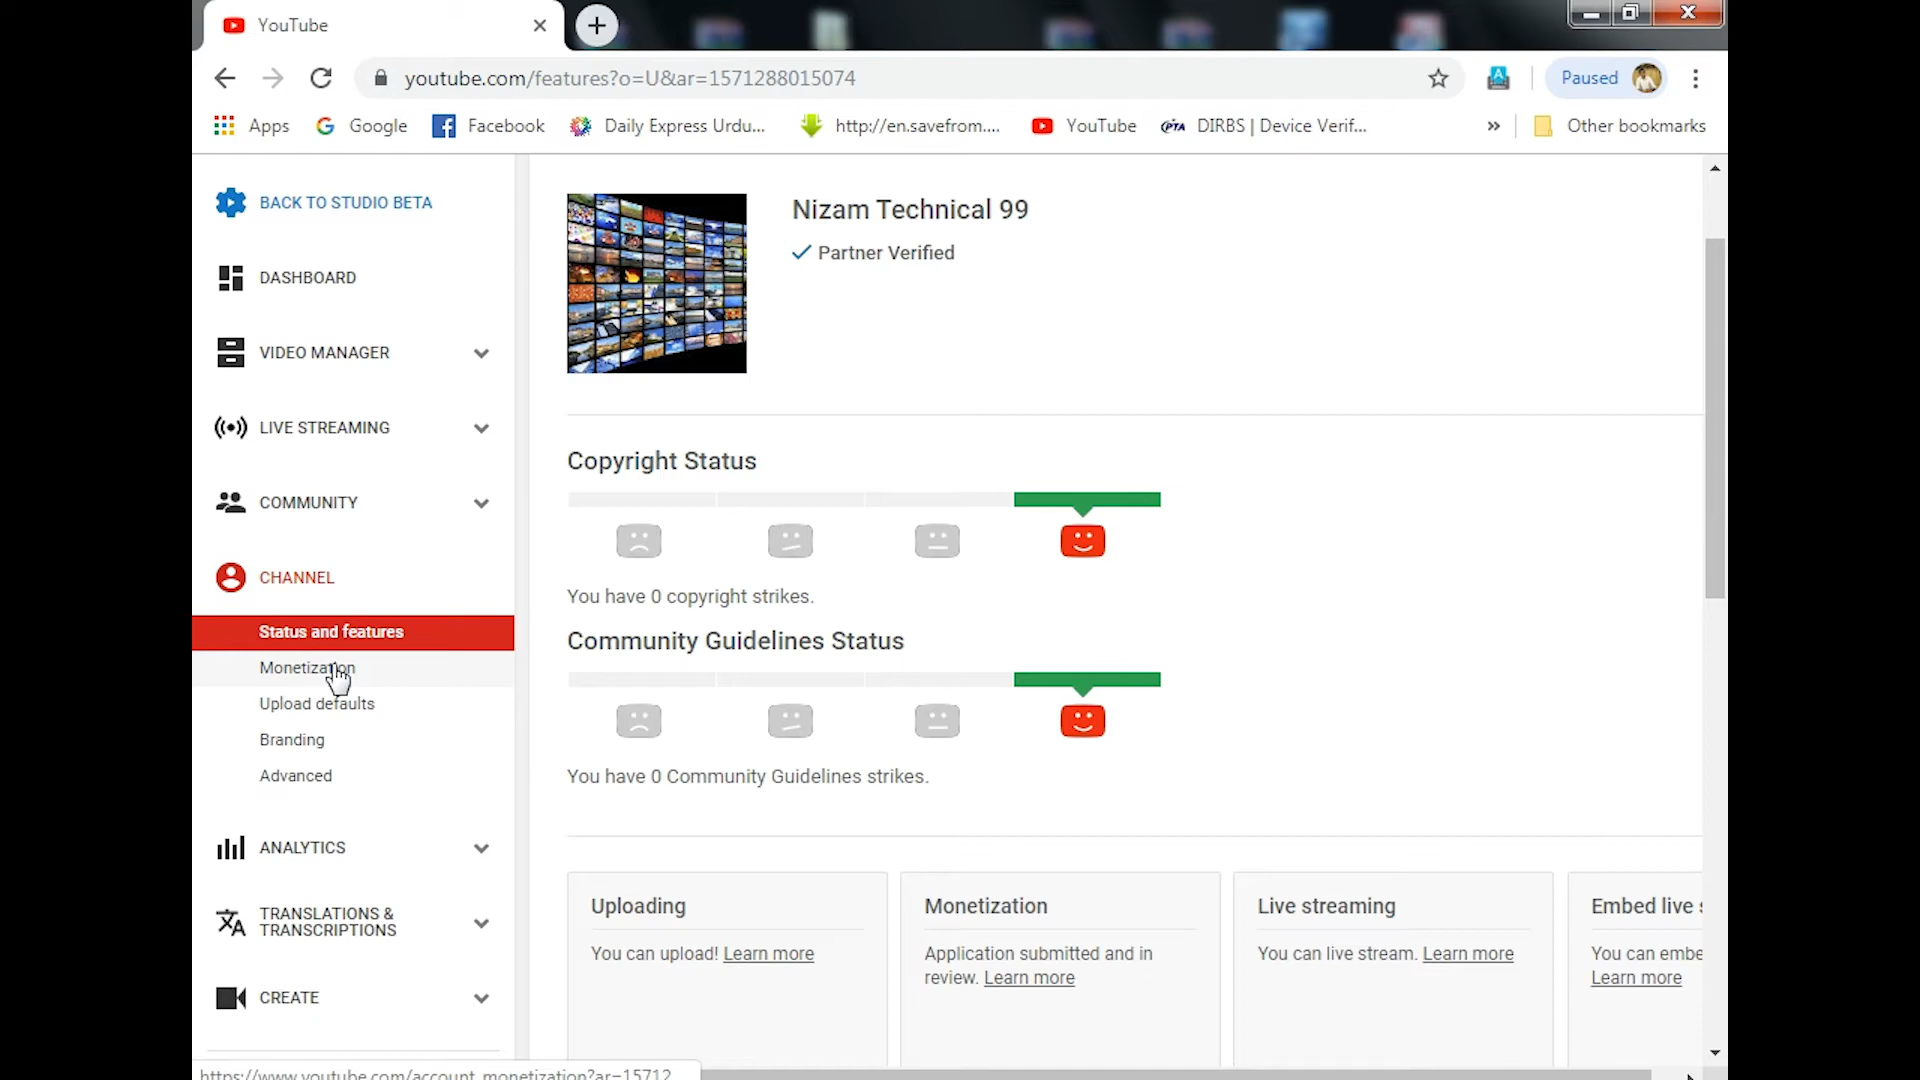 YouTube
youtube.com/features?o=U&ar=1571288015074
Paused
Apps
Google
Facebook
Daily Express Urdu...
http://en.savefrom....
YouTube
PTA
DIRBS | Device Verif...
»
Other bookmarks
BACK TO STUDIO BETA
DASHBOARD
VIDEO MANAGER
LIVE STREAMING
COMMUNITY
CHANNEL
Status and features
Monetization
Upload defaults
Branding
Advanced
ANALYTICS
TRANSLATIONS &
TRANSCRIPTIONS
CREATE
Nizam Technical 99
Partner Verified
Copyright Status
You have 0 copyright strikes.
Community Guidelines Status
You have 0 Community Guidelines strikes.
Uploading
You can upload! Learn more
Monetization
Application submitted and in
review. Learn more
Live streaming
You can live stream. Learn more
Embed live
You can embe
Learn more
https://www.youtube.com/account_monetization?ar=15712...